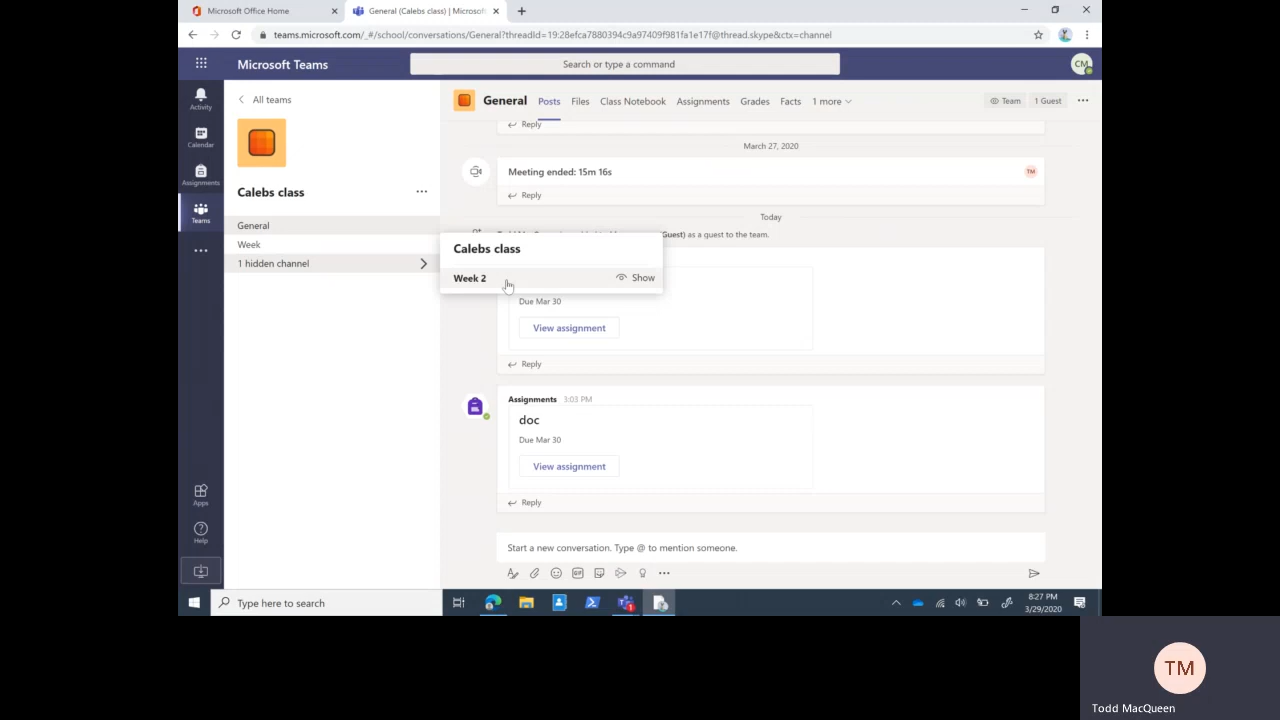 Microsoft Office Home
General (Calebs class) | Microsof
teams.microsoft.com/_#/school/conversations/General?threadId=19:28efca7880394c9a97409f981fa1e17f@thread.skype&ctx=channel
Microsoft Teams
Search or type a command
CM
Activity
Calendar
Assignments
Teams
Apps
Help
All teams
Calebs class
General
Week
1 hidden channel
General
Posts
Files
Class Notebook
Assignments
Grades
Facts
1 more
Team
1 Guest
Reply
March 27, 2020
Meeting ended: 15m 16s
TM
Reply
Today
Guest) as a guest to the team.
Calebs class
Week 2
Show
Due Mar 30
View assignment
Reply
Assignments 3:03 PM
doc
Due Mar 30
View assignment
Reply
Start a new conversation. Type @ to mention someone.
GIF
Type here to search
8:27 PM
3/29/2020
TM
Todd MacQueen